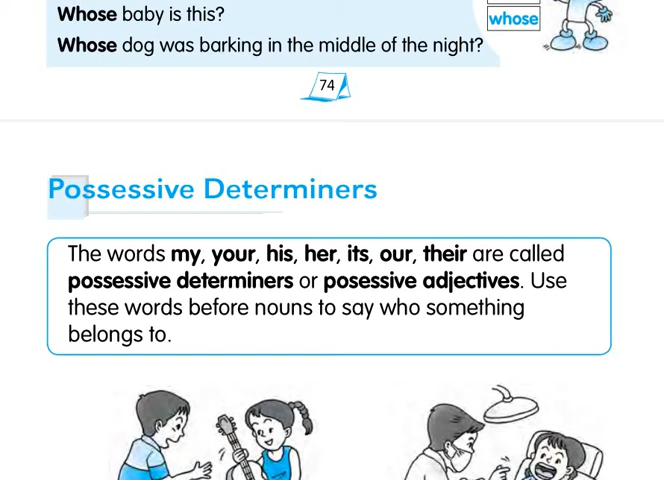 Whose baby is this?
whose
Whose dog was barking in the middle of the night?
74
Possessive Determiners
The words my, your, his, her, its, our, their are called
possessive determiners or posessive adjectives. Use
these words before nouns to say who something
belongs to.